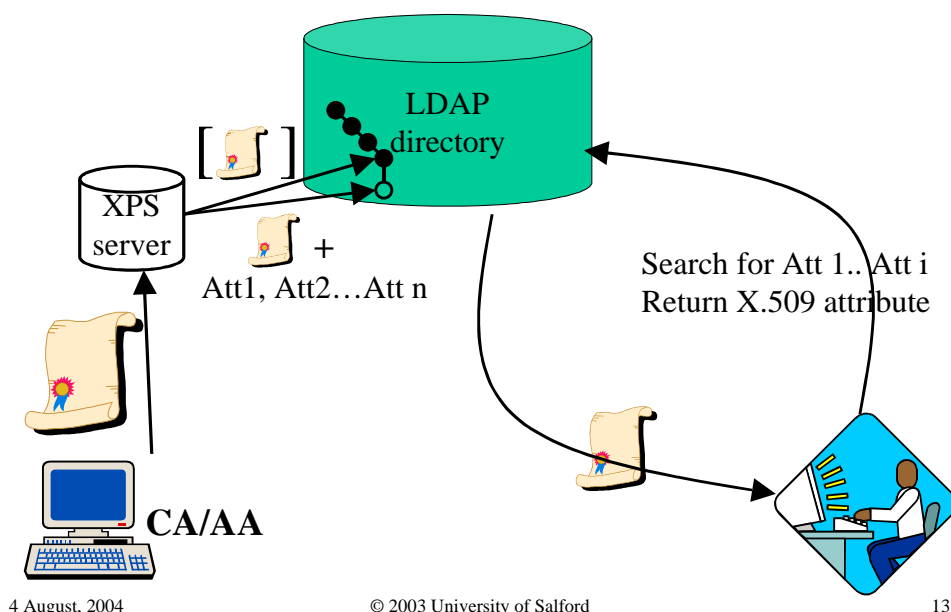 LDAP
directory
[ ]
XPS
server
+
Att1, Att2…Att n
Search for Att 1.. Att i
Return X.509 attribute
CA/AA
4 August, 2004
© 2003 University of Salford
13